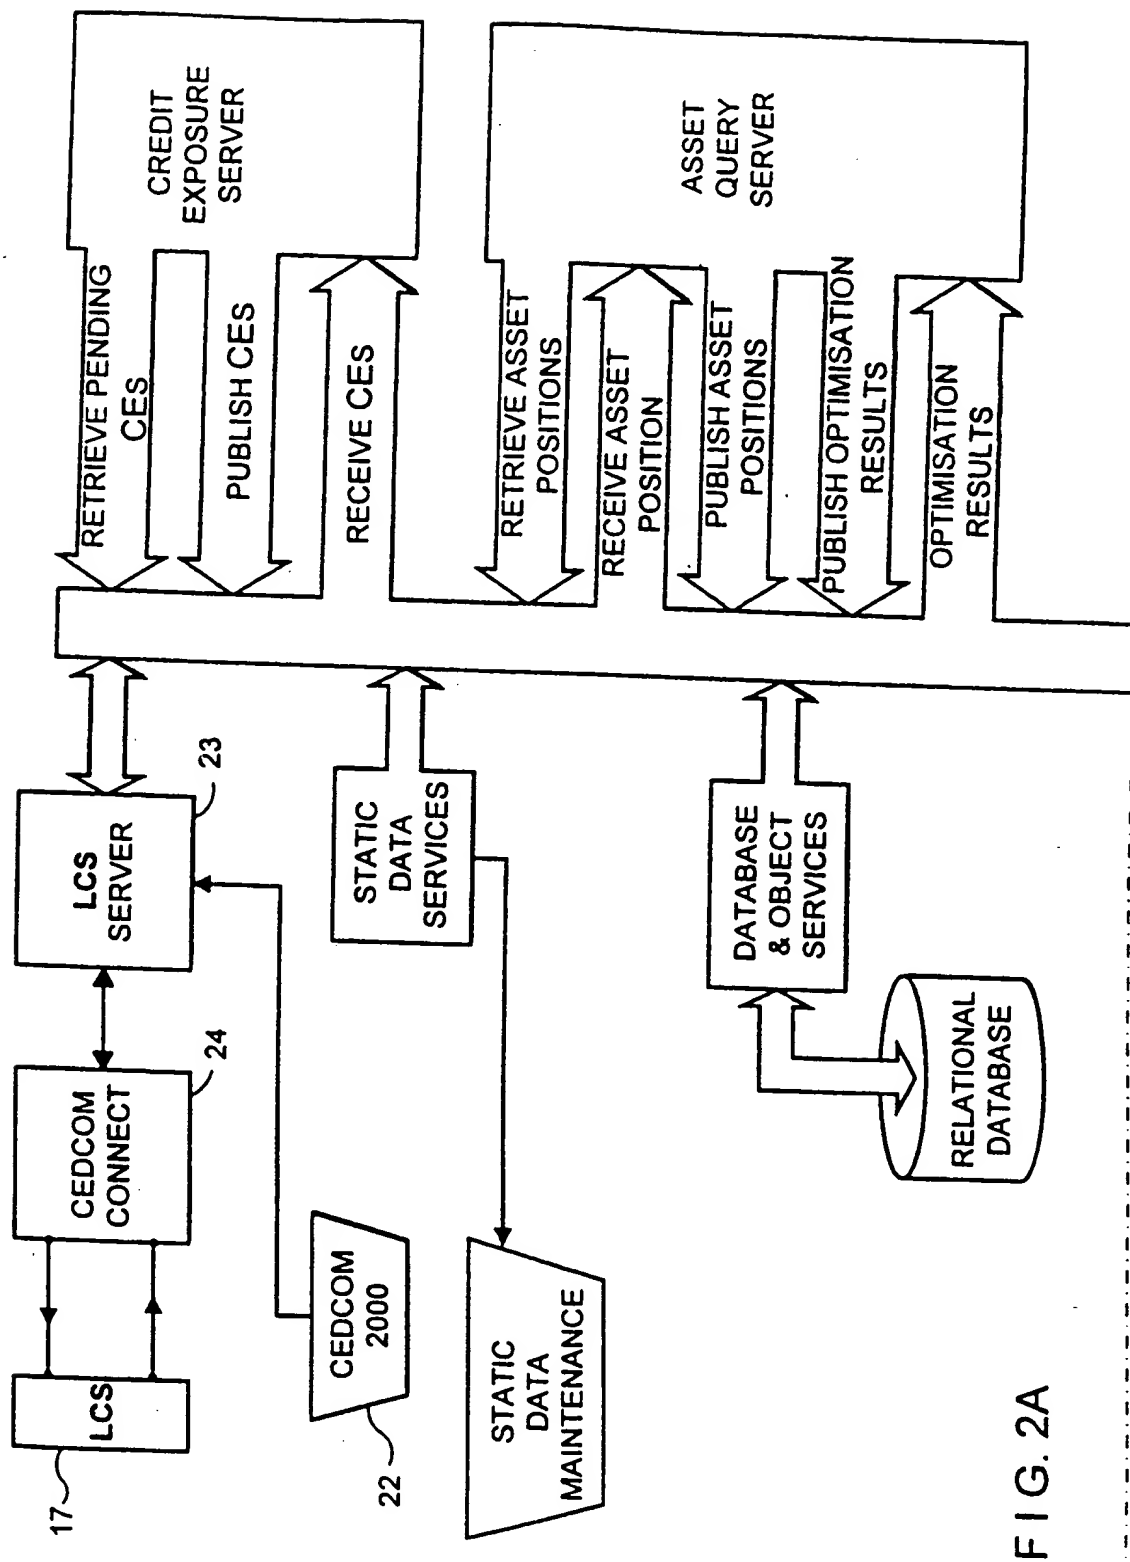 17
LCS
CEDCOM
CONNECT
24
LCS
SERVER
23
22
CEDCOM
2000
STATIC
DATA
SERVICES
STATIC
DATA
MAINTENANCE
DATABASE
& OBJECT
SERVICES
RELATIONAL
DATABASE
RETRIEVE PENDING
CES
PUBLISH CES
RECEIVE CES
CREDIT
EXPOSURE
SERVER
RETRIEVE ASSET
POSITIONS
RECEIVE ASSET
POSITION
PUBLISH ASSET
POSITIONS
PUBLISH OPTIMISATION
RESULTS
OPTIMISATION
RESULTS
ASSET
QUERY
SERVER
FIG. 2A